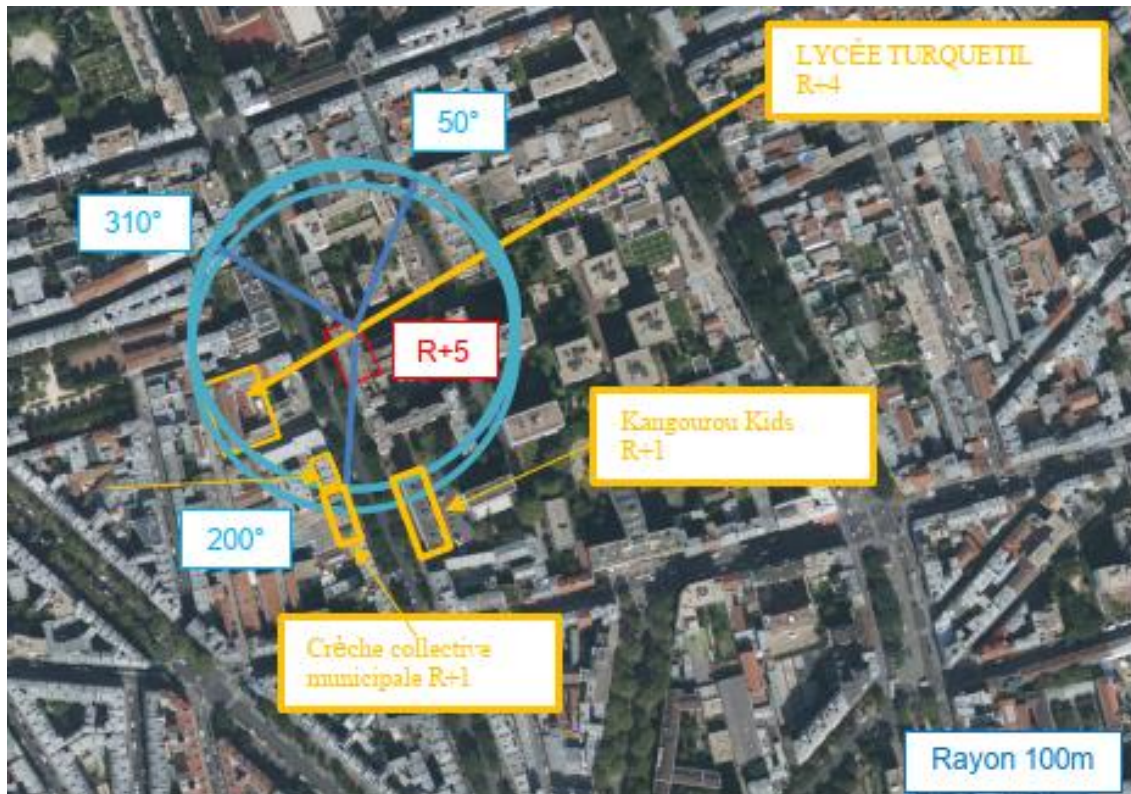 LYCÉE TURQUETIL
R+4
50°
310°
R+5
Kangourou Kids
R+1
200°
Crèche collective
municipale R+1
Rayon 100m